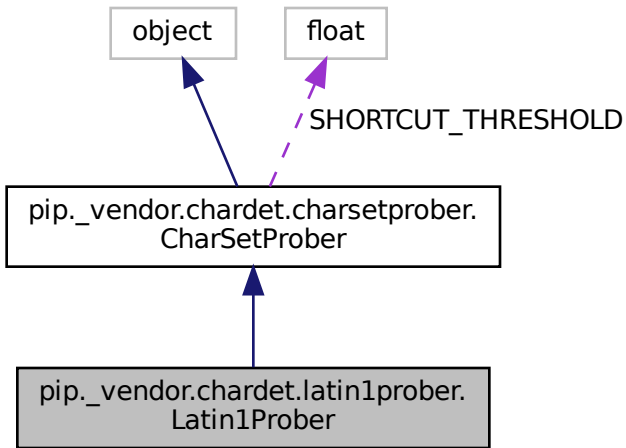 object
float
SHORTCUT_THRESHOLD
pip._vendor.chardet.charsetprober.
CharSetProber
pip._vendor.chardet.latin1prober.
Latin1Prober